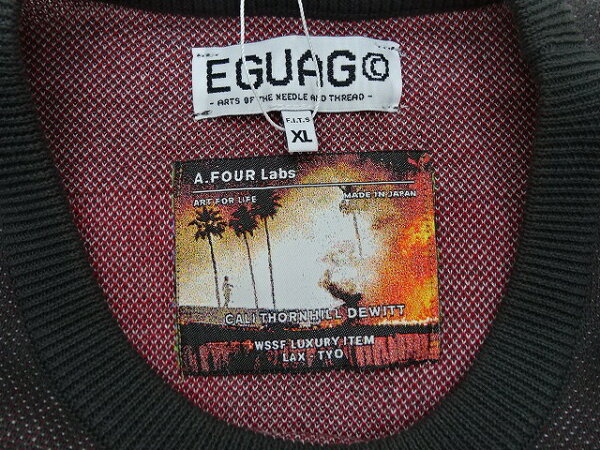 EGUAG©
- ARTS OF THE NEEDLE AND THREAD -
F.I.T.S
XL
A.FOUR Labs
ART FOR LIFE
MADE IN JAPAN
CALI THORNHILL DEWITT
WSSF LUXURY ITEM
LAX TYO